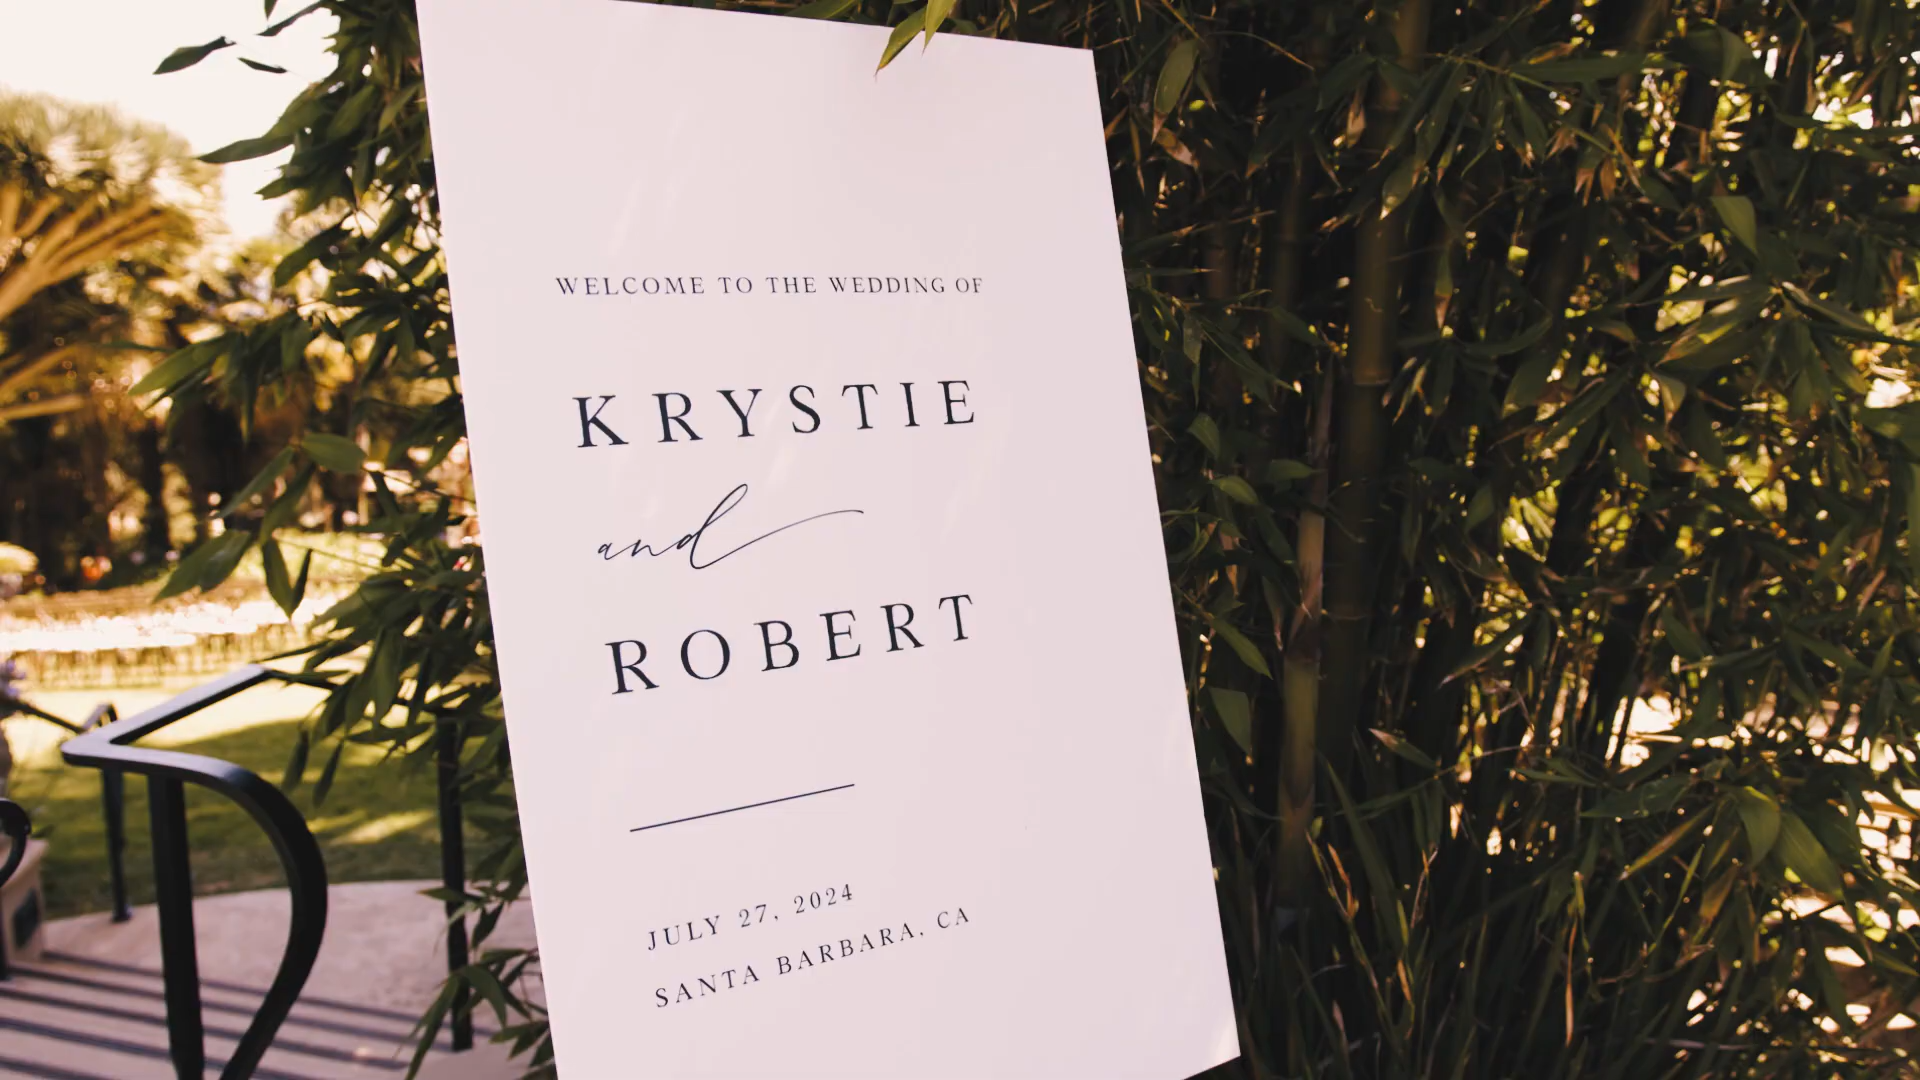 WELCOME TO THE WEDDING OF
KRYSTIE
and
ROBERT
JULY 27, 2024
SANTA BARBARA, CA